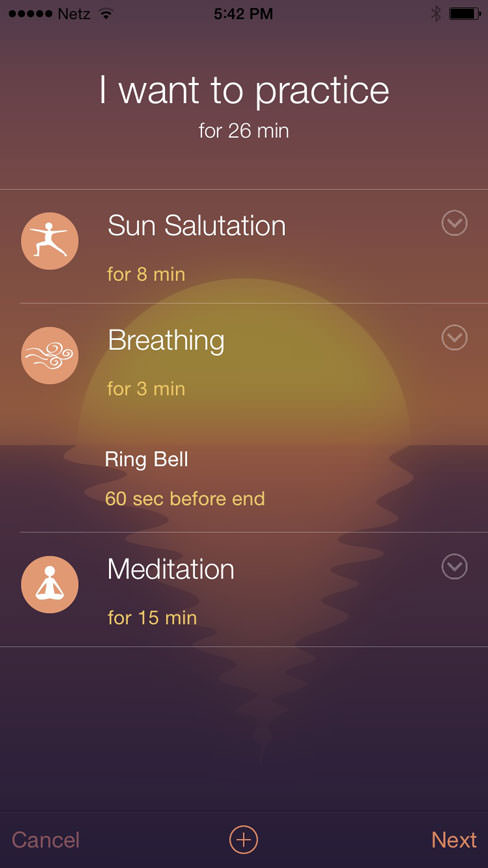 Netz 5:42 PM
I want to practice
for 26 min
Sun Salutation
for 8 min
Breathing
for 3 min
Ring Bell
60 sec before end
Meditation
for 15 min
Cancel Next